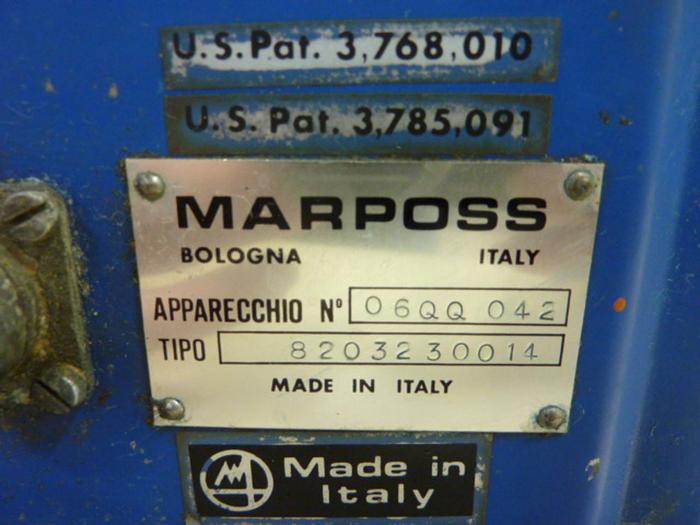 U.S. Pat. 3,768,010
U.S. Pat. 3,785,091
MARPOSS
BOLOGNA ITALY
APPARECCHIO Nº 06QQ 042
TIPO 8203230014
MADE IN ITALY
Made in
Italy